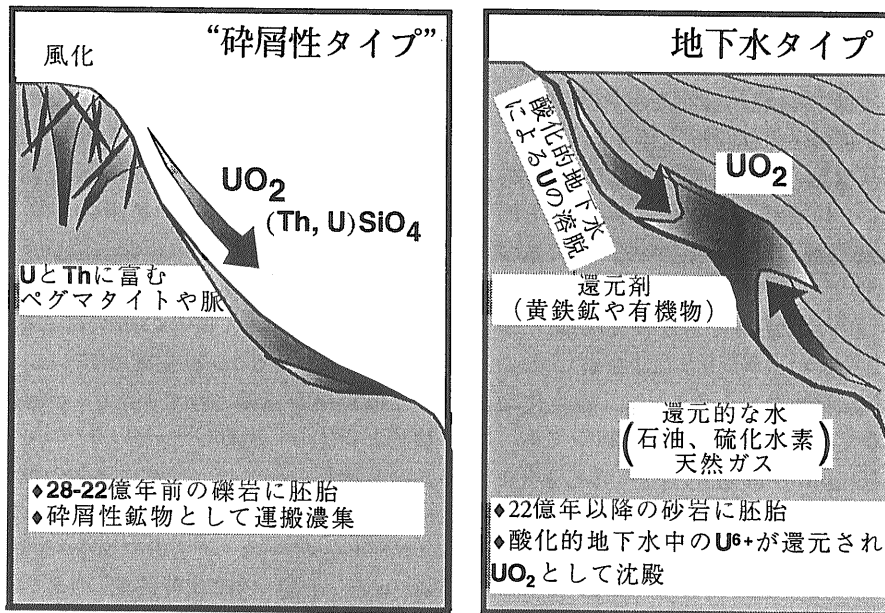 “砕屑性タイプ”
風化
UO₂
(Th, U)SiO₄
UとThに富む
ペグマタイトや脈
♦28-22億年前の礫岩に胚胎
♦砕屑性鉱物として運搬濃集
地下水タイプ
酸化的地下水
によるUの溶脱
UO₂
還元剤
(黄鉄鉱や有機物)
還元的な水
(石油、硫化水素
天然ガス)
♦22億年以降の砂岩に胚胎
♦酸化的地下水中のU⁶⁺が還元され
UO₂として沈殿